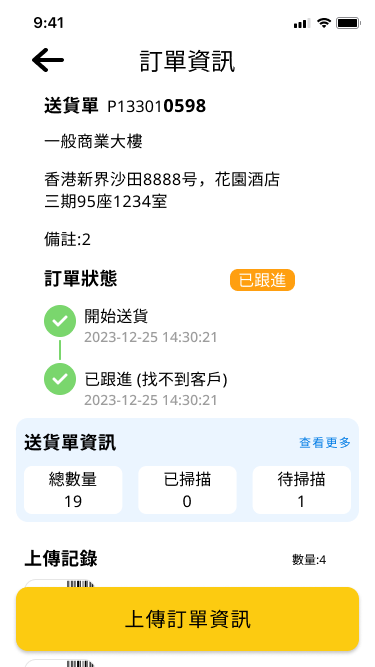 9:41
訂單資訊
送貨單 P133010598
一般商業大樓
香港新界沙田8888号，花園酒店
三期95座1234室
備註:2
訂單狀態 已跟進
開始送貨
2023-12-25 14:30:21
已跟進 (找不到客戶)
2023-12-25 14:30:21
送貨單資訊 查看更多
總數量 已掃描 待掃描
19 0 1
上傳記錄 數量:4
上傳訂單資訊